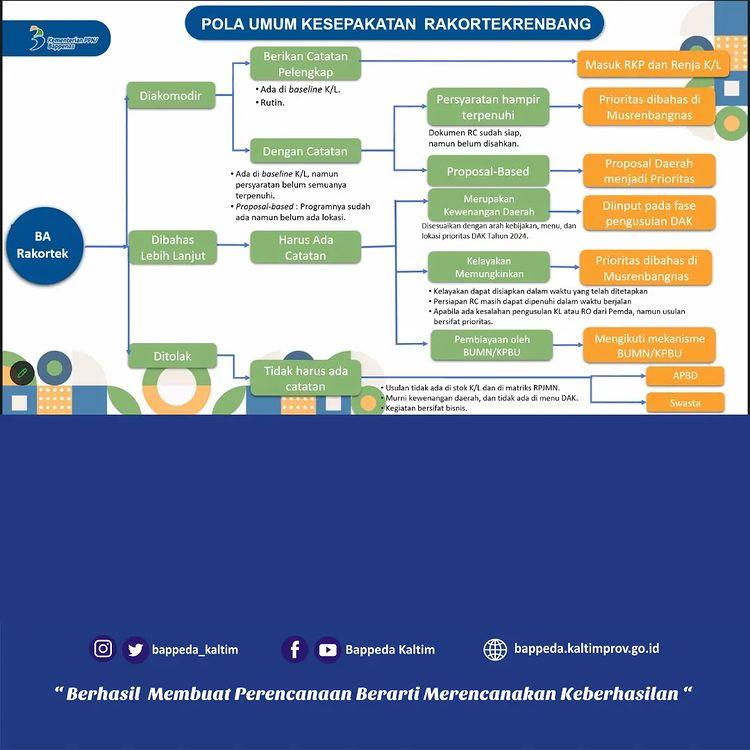 POLA UMUM KESEPAKATAN RAKORTEKRENBANG
Kementerian PPN/
Bappenas
BA
Rakortek
Diakomodir
Berikan Catatan
Pelengkap
• Ada di baseline K/L.
• Rutin.
Masuk RKP dan Renja K/L
Dengan Catatan
• Ada di baseline K/L, namun
persyaratan belum semuanya
terpenuhi.
• Proposal-based : Programnya sudah
ada namun belum ada lokasi.
Persyaratan hampir
terpenuhi
Dokumen RC sudah siap,
namun belum disahkan.
Prioritas dibahas di
Musrenbangnas
Proposal-Based
Proposal Daerah
menjadi Prioritas
Dibahas
Lebih Lanjut
Harus Ada
Catatan
Merupakan
Kewenangan Daerah
Disesuaikan dengan arah kebijakan, menu, dan
lokasi prioritas DAK Tahun 2024.
Diinput pada fase
pengusulan DAK
Kelayakan
Memungkinkan
Prioritas dibahas di
Musrenbangnas
• Kelayakan dapat disiapkan dalam waktu yang telah ditetapkan
• Persiapan RC masih dapat dipenuhi dalam waktu berjalan
• Apabila ada kesalahan pengusulan KL atau RO dari Pemda, namun usulan
bersifat prioritas.
Pembiayaan oleh
BUMN/KPBU
Mengikuti mekanisme
BUMN/KPBU
Ditolak
Tidak harus ada
catatan
• Usulan tidak ada di stok K/L dan di matriks RPJMN.
• Murni kewenangan daerah, dan tidak ada di menu DAK.
• Kegiatan bersifat bisnis.
APBD
Swasta
bappeda_kaltim
Bappeda Kaltim
bappeda.kaltimprov.go.id
“ Berhasil Membuat Perencanaan Berarti Merencanakan Keberhasilan “